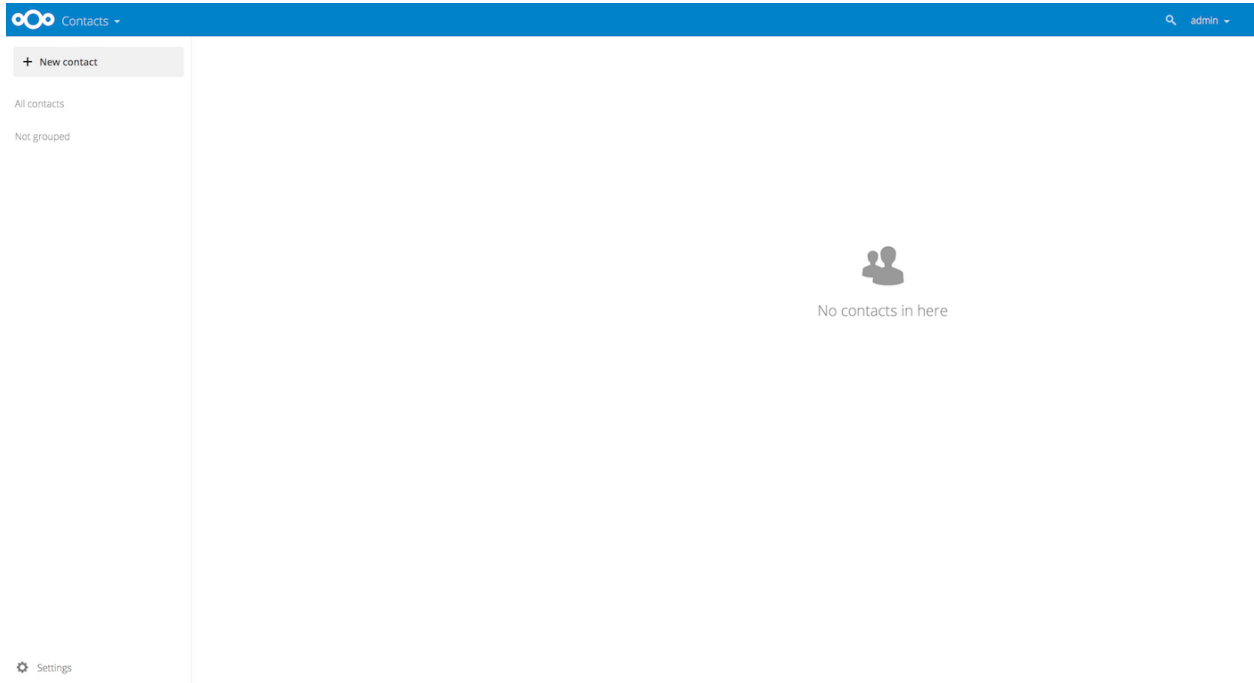 Contacts
admin
+ New contact
All contacts
Not grouped
No contacts in here
Settings